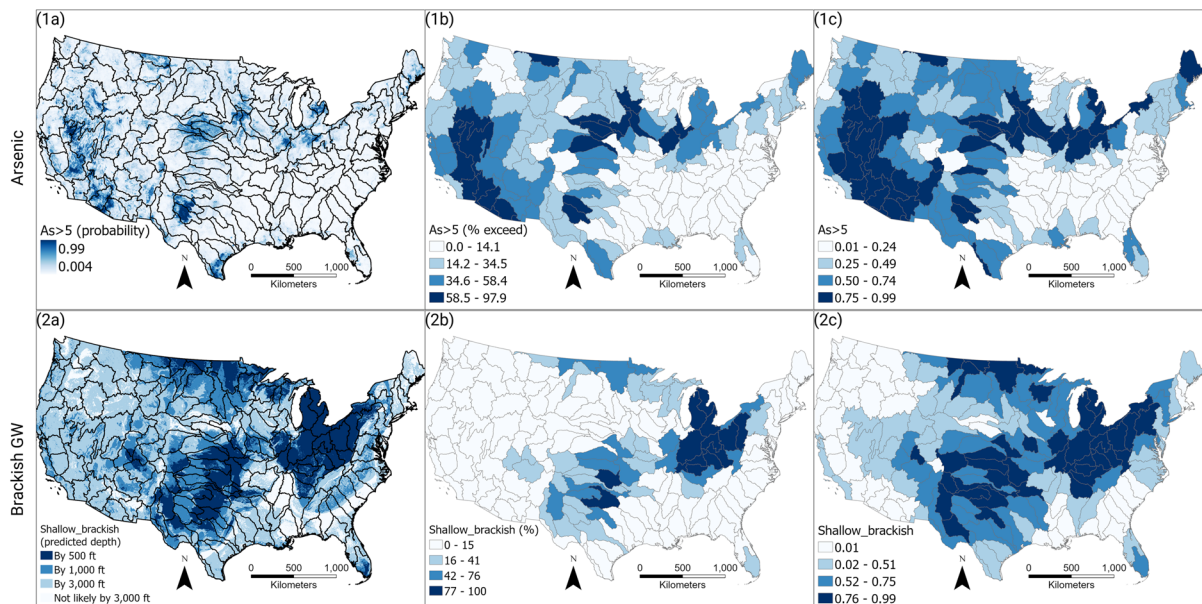 (1a)
(1b)
(1c)
Arsenic
As>5 (probability)
0.99
0.004
N
0 500 1,000
Kilometers
As>5 (% exceed)
0.0 - 14.1
14.2 - 34.5
34.6 - 58.4
58.5 - 97.9
N
0 500 1,000
Kilometers
As>5
0.01 - 0.24
0.25 - 0.49
0.50 - 0.74
0.75 - 0.99
N
0 500 1,000
Kilometers
(2a)
(2b)
(2c)
Brackish GW
Shallow_brackish
(predicted depth)
By 500 ft
By 1,000 ft
By 3,000 ft
Not likely by 3,000 ft
N
0 500 1,000
Kilometers
Shallow_brackish (%)
0 - 15
16 - 41
42 - 76
77 - 100
N
0 500 1,000
Kilometers
Shallow_brackish
0.01
0.02 - 0.51
0.52 - 0.75
0.76 - 0.99
N
0 500 1,000
Kilometers